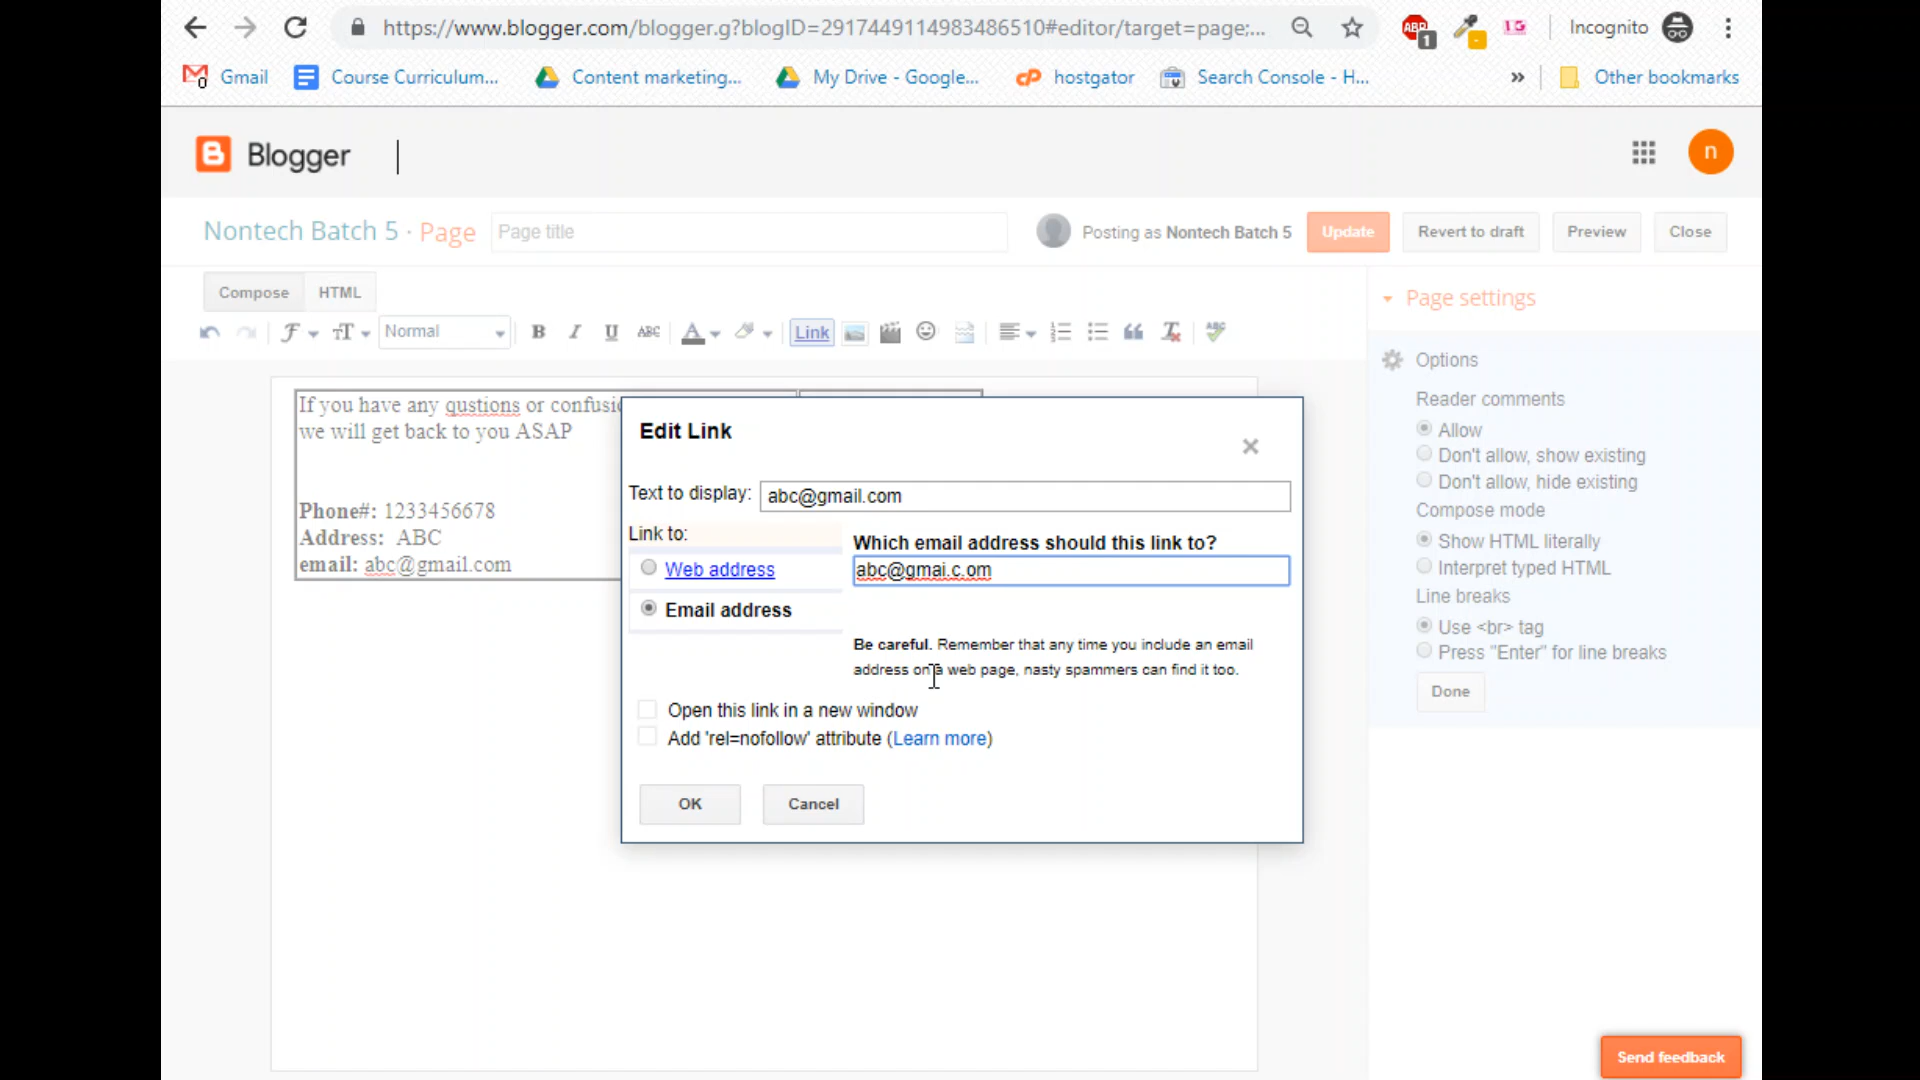 https://www.blogger.com/blogger.g?blogID=2917449114983486510#editor/target=page;...
ABP
1
Incognito
0
Gmail
Course Curriculum...
Content marketing...
My Drive - Google...
cP
hostgator
Search Console - H...
»
Other bookmarks
Blogger
n
Nontech Batch 5 · Page
Page title
Posting as Nontech Batch 5
Update
Revert to draft
Preview
Close
Compose
HTML
Normal
B
I
U
ABC
A
Link
If you have any qustions or confusi
we will get back to you ASAP
Phone#: 1233456678
Address: ABC
email: abc@gmail.com
Edit Link
Text to display:
abc@gmail.com
Link to:
Web address
Email address
Which email address should this link to?
abc@gmai.c.om
Be careful. Remember that any time you include an email
address on a web page, nasty spammers can find it too.
Open this link in a new window
Add 'rel=nofollow' attribute (Learn more)
OK
Cancel
Page settings
Options
Reader comments
Allow
Don't allow, show existing
Don't allow, hide existing
Compose mode
Show HTML literally
Interpret typed HTML
Line breaks
Use <br> tag
Press "Enter" for line breaks
Done
Send feedback